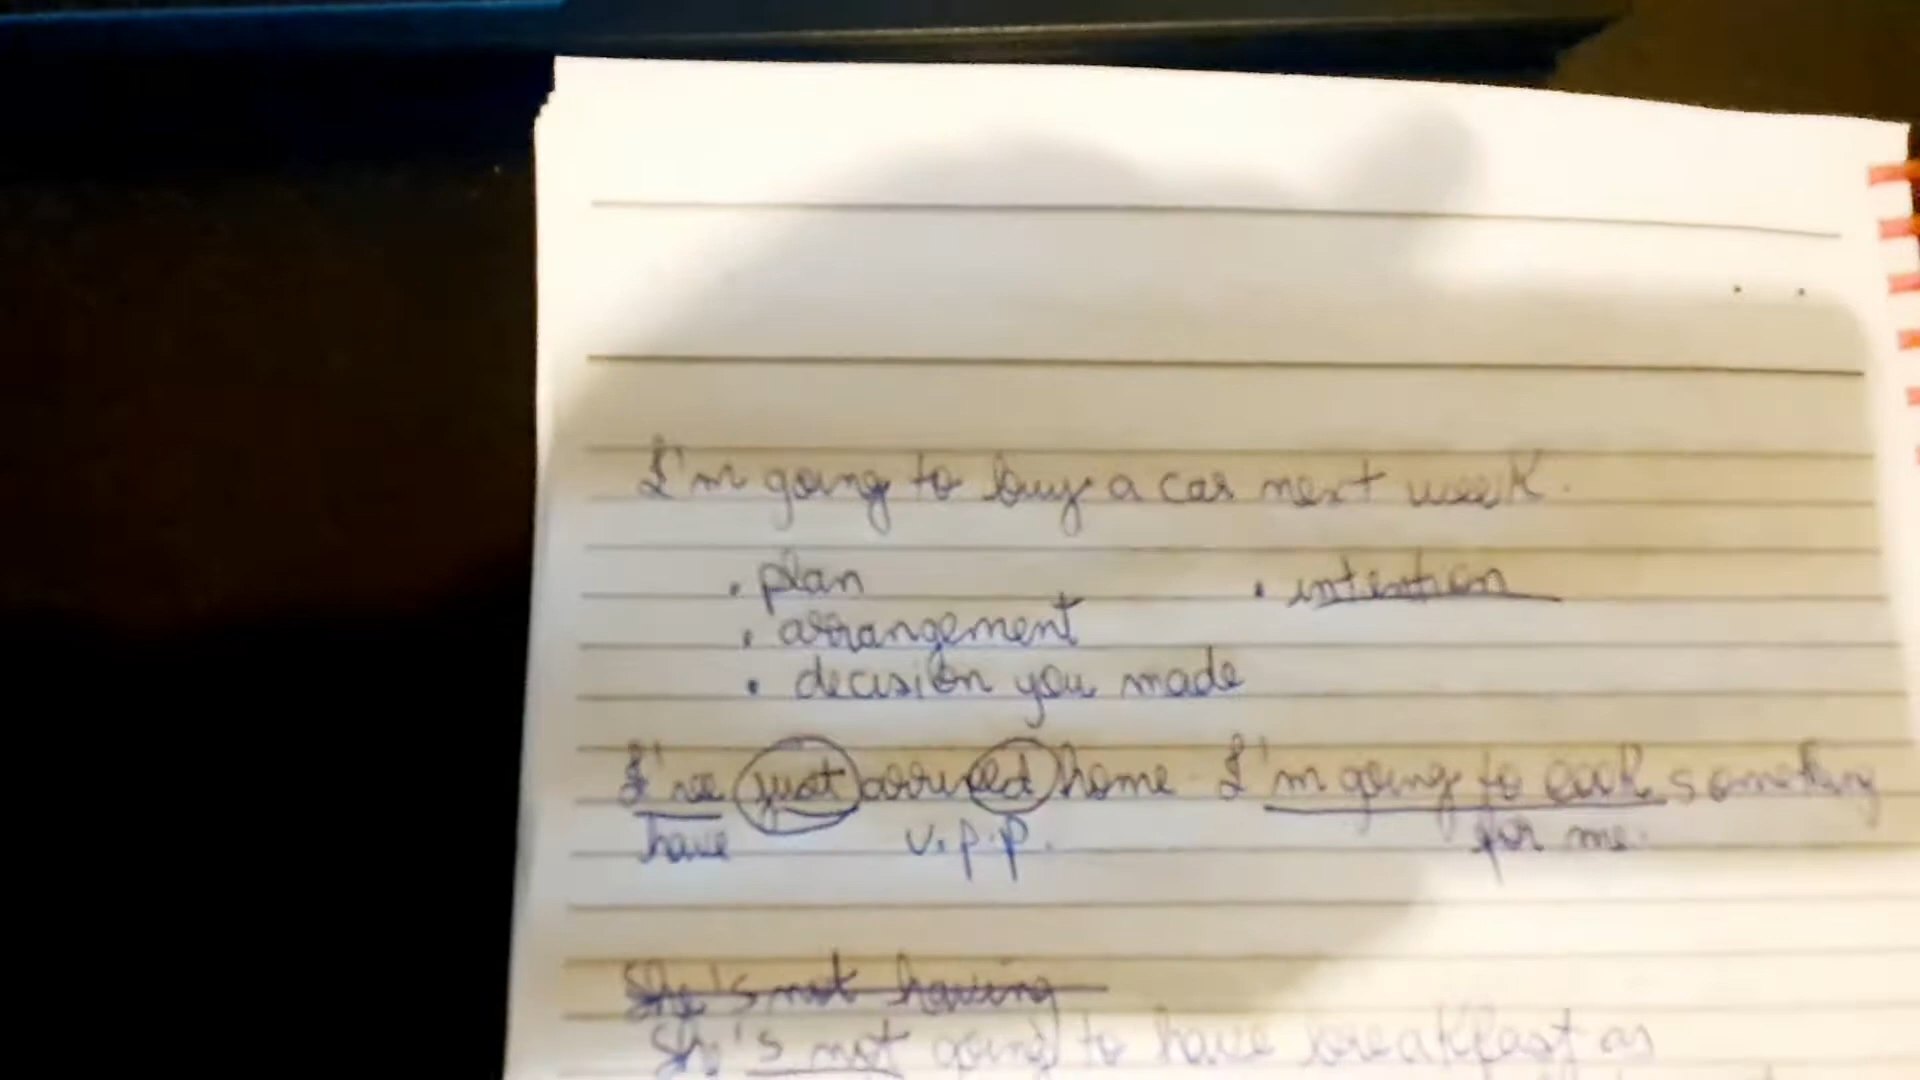 I'm going to buy a car next week.
• plan • intention
• arrangement
• decision you made
I've just arrived home. I'm going to cook something
have v.p.p. for me.
She's not having
She's not going to have breakfast as